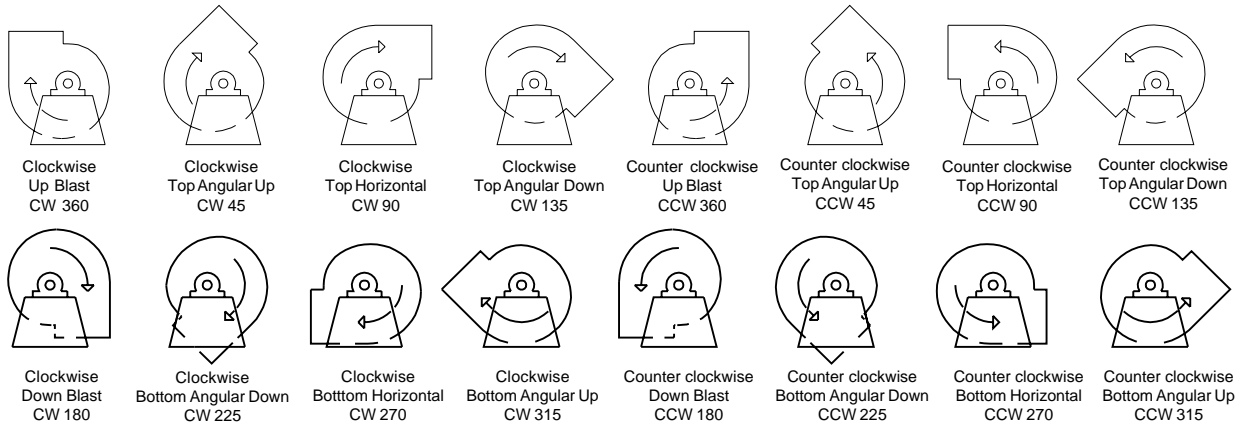 Clockwise
Up Blast
CW 360
Clockwise
Top Angular Up
CW 45
Clockwise
Top Horizontal
CW 90
Clockwise
Top Angular Down
CW 135
Counter clockwise
Up Blast
CCW 360
Counter clockwise
Top Angular Up
CCW 45
Counter clockwise
Top Horizontal
CCW 90
Counter clockwise
Top Angular Down
CCW 135
Clockwise
Down Blast
CW 180
Clockwise
Bottom Angular Down
CW 225
Clockwise
Botttom Horizontal
CW 270
Clockwise
Bottom Angular Up
CW 315
Counter clockwise
Down Blast
CCW 180
Counter clockwise
Bottom Angular Down
CCW 225
Counter clockwise
Bottom Horizontal
CCW 270
Counter clockwise
Bottom Angular Up
CCW 315